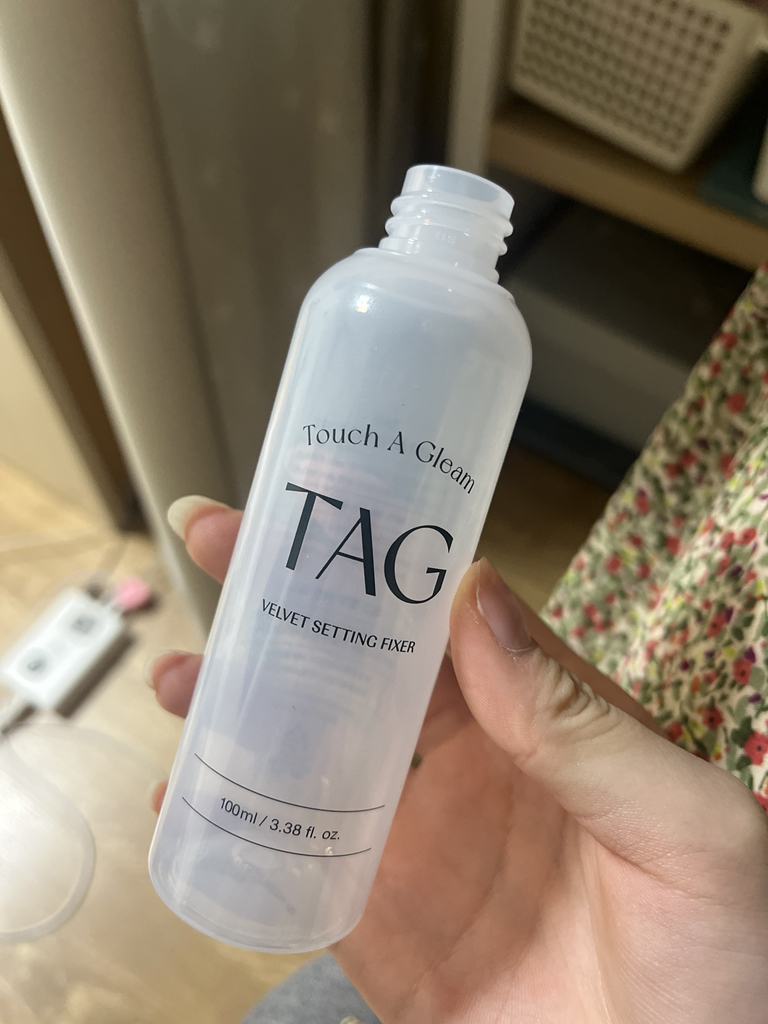 Touch A Gleam
TAG
VELVET SETTING FIXER
100ml / 3.38 fl. oz.